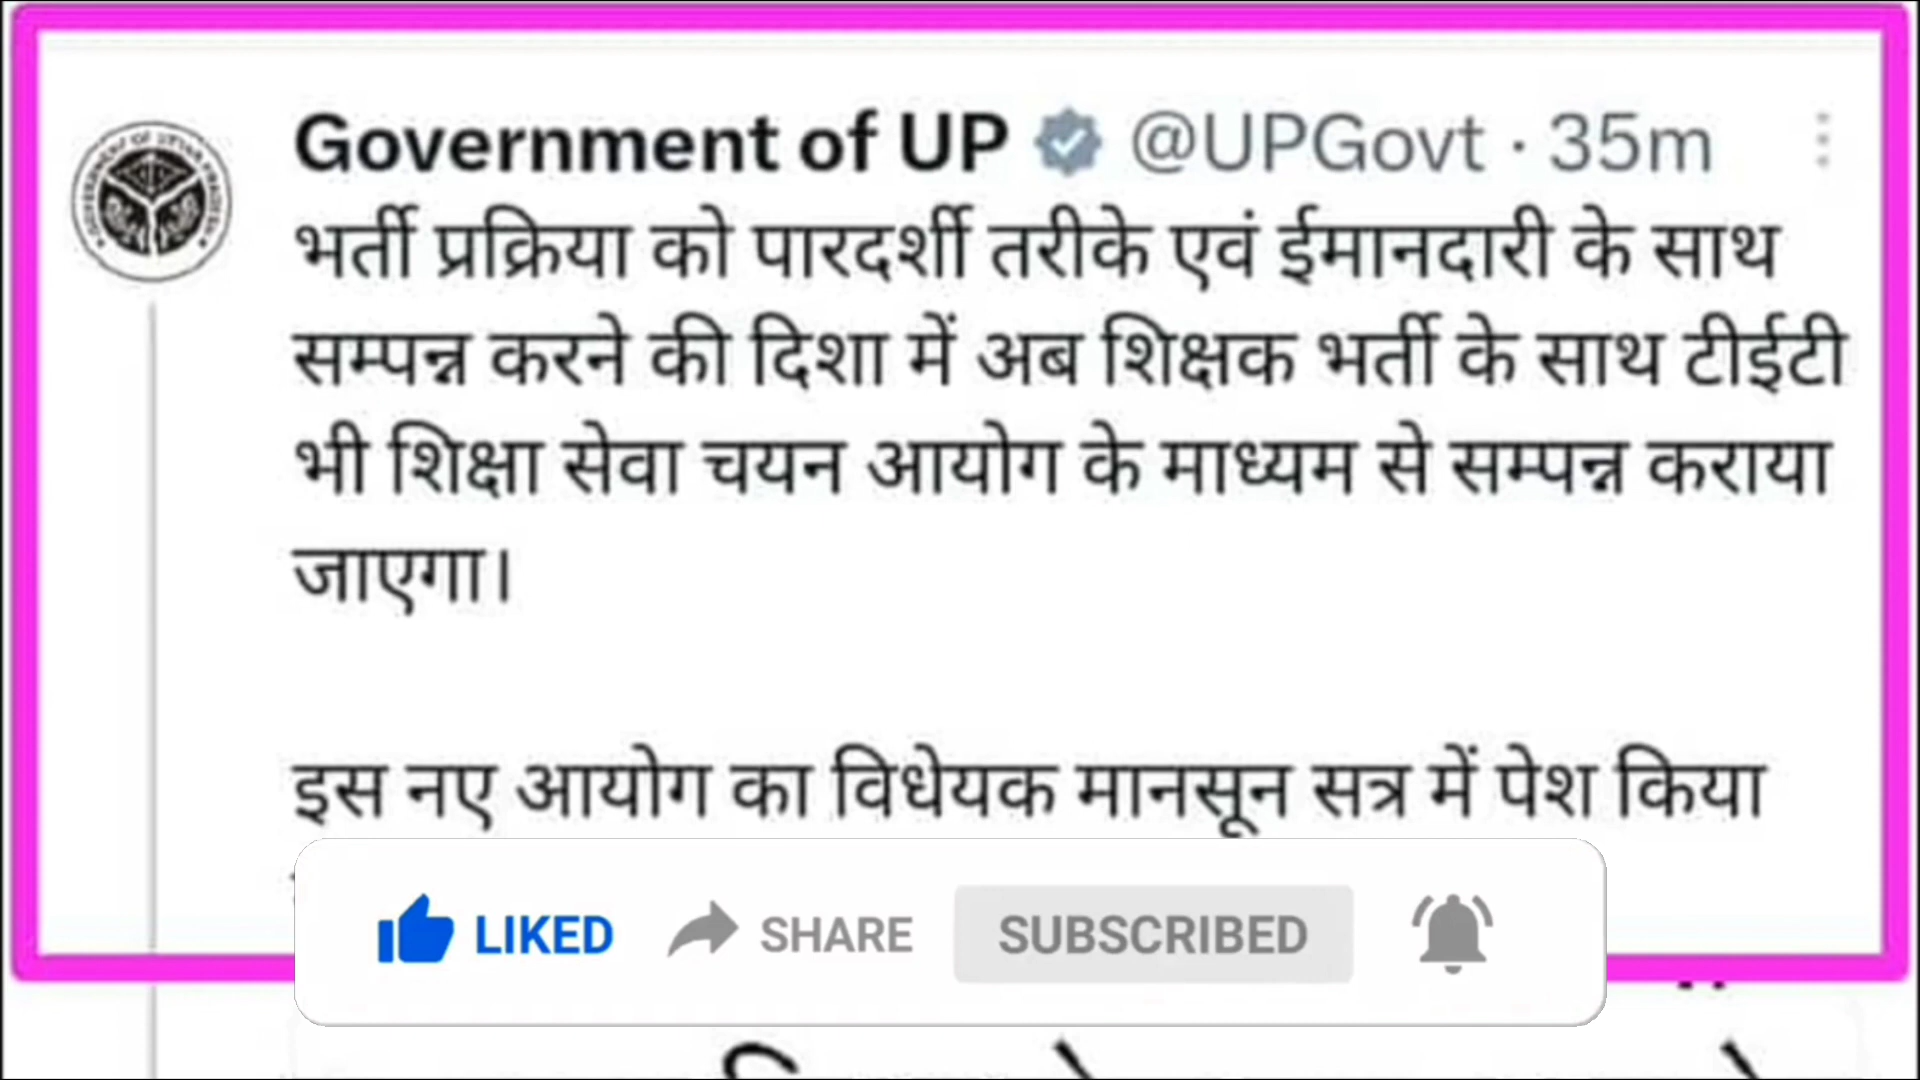 Government of UP @UPGovt · 35m
भर्ती प्रक्रिया को पारदर्शी तरीके एवं ईमानदारी के साथ
सम्पन्न करने की दिशा में अब शिक्षक भर्ती के साथ टीईटी
भी शिक्षा सेवा चयन आयोग के माध्यम से सम्पन्न कराया
जाएगा।
इस नए आयोग का विधेयक मानसून सत्र में पेश किया
LIKED SHARE SUBSCRIBED